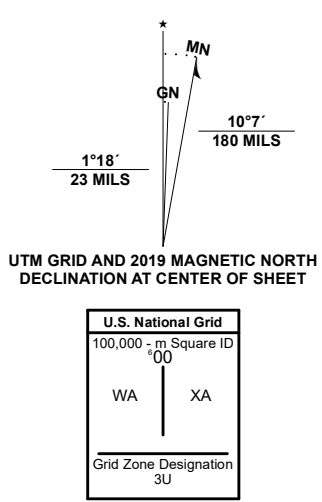 ★
MN
GN
10°7´
180 MILS
1°18´
23 MILS
UTM GRID AND 2019 MAGNETIC NORTH
DECLINATION AT CENTER OF SHEET
U.S. National Grid
100,000 - m Square ID
⁶00
WA XA
Grid Zone Designation
3U